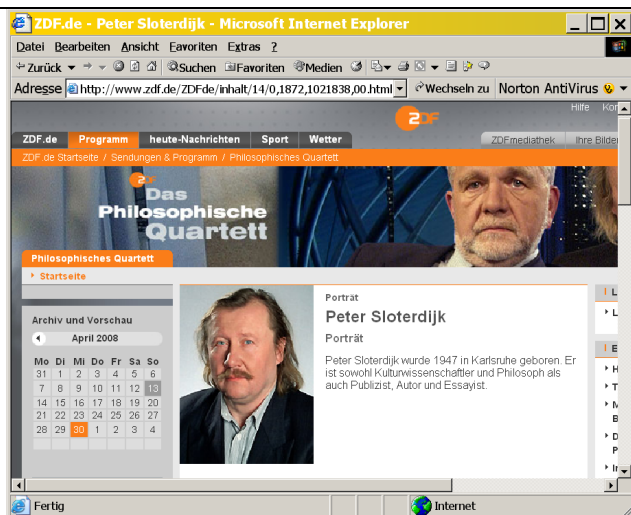 ZDF.de - Peter Sloterdijk - Microsoft Internet Explorer
Datei Bearbeiten Ansicht Favoriten Extras ?
Zurück Suchen Favoriten Medien
Adresse http://www.zdf.de/ZDFde/inhalt/14/0,1872,1021838,00.html Wechseln zu Norton AntiVirus
Hilfe
ZDF
ZDF.de Programm heute-Nachrichten Sport Wetter ZDFmediathek Ihre Bilder
ZDF.de Startseite / Sendungen & Programm / Philosophisches Quartett
Das
Philosophische
Quartett
Philosophisches Quartett
Startseite
Archiv und Vorschau
April 2008
Mo Di Mi Do Fr Sa So
31 1 2 3 4 5 6
7 8 9 10 11 12 13
14 15 16 17 18 19 20
21 22 23 24 25 26 27
28 29 30 1 2 3 4
Porträt
Peter Sloterdijk
Porträt
Peter Sloterdijk wurde 1947 in Karlsruhe geboren. Er
ist sowohl Kulturwissenschaftler und Philosoph als
auch Publizist, Autor und Essayist.
Fertig Internet